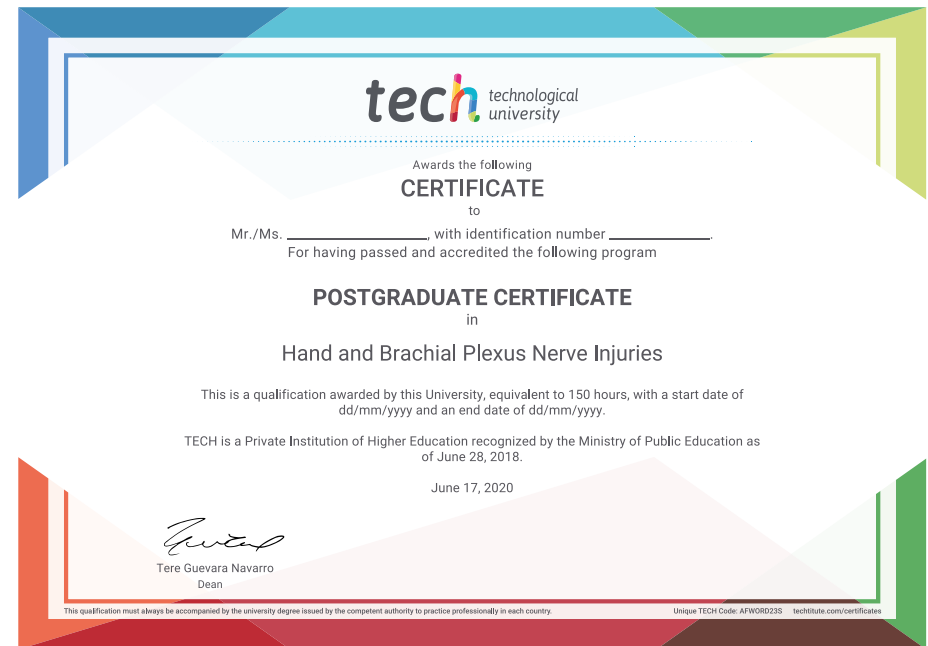 tech technological
university
Awards the following
CERTIFICATE
to
Mr./Ms. ____________________, with identification number ______________.
For having passed and accredited the following program
POSTGRADUATE CERTIFICATE
in
Hand and Brachial Plexus Nerve Injuries
This is a qualification awarded by this University, equivalent to 150 hours, with a start date of
dd/mm/yyyy and an end date of dd/mm/yyyy.
TECH is a Private Institution of Higher Education recognized by the Ministry of Public Education as
of June 28, 2018.
June 17, 2020
Tere Guevara Navarro
Dean
This qualification must always be accompanied by the university degree issued by the competent authority to practice professionally in each country.
Unique TECH Code: AFWORD23S techtitute.com/certificates